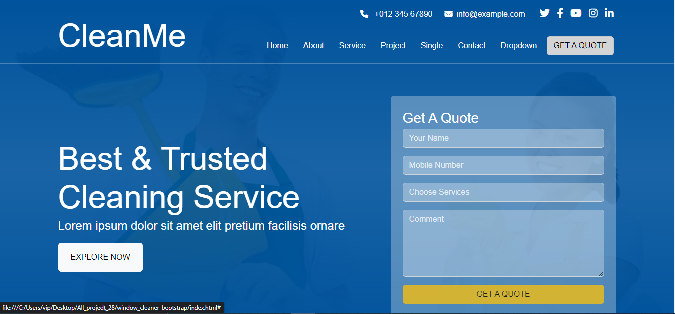 +012 345 67890 info@example.com
CleanMe
Home About Service Project Single Contact Dropdown GET A QUOTE
Get A Quote
Your Name
Mobile Number
Choose Services
Comment
GET A QUOTE
Best & Trusted
Cleaning Service
Lorem ipsum dolor sit amet elit pretium facilisis ornare
EXPLORE NOW
file:///C:/Users/vip/Desktop/All_project_28/window_cleaner_bootstrap/index.html#